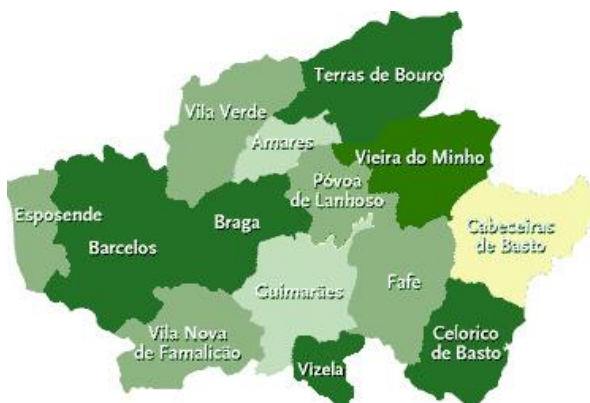 Terras de Bouro
Vila Verde
Amares
Vieira do Minho
Póvoa
de Lanhoso
Esposende
Braga
Barcelos
Cabeceiras
de Basto
Guimarães
Fafe
Vila Nova
de Famalicão
Celorico
de Basto
Vizela